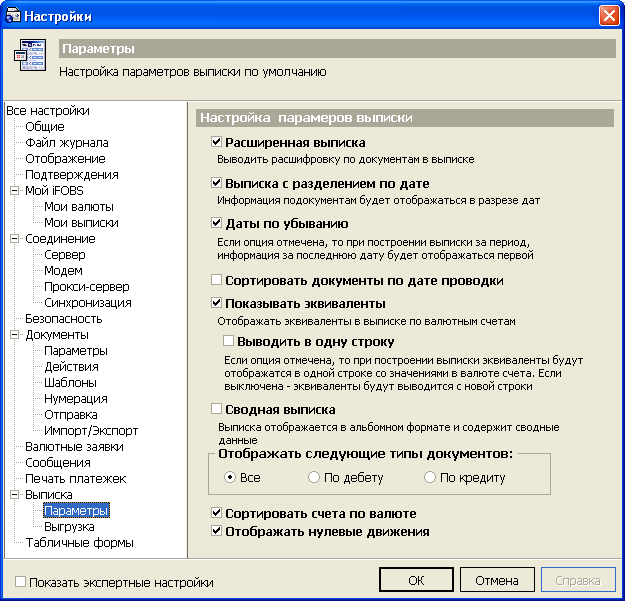 Настройки
Параметры
Настройка параметров выписки по умолчанию
Все настройки
Общие
Файл журнала
Отображение
Подтверждения
Мой iFOBS
Мои валюты
Мои выписки
Соединение
Сервер
Модем
Прокси-сервер
Синхронизация
Безопасность
Документы
Параметры
Действия
Шаблоны
Нумерация
Отправка
Импорт/Экспорт
Валютные заявки
Сообщения
Печать платежек
Выписка
Параметры
Выгрузка
Табличные формы
Настройка парамеров выписки
Расширенная выписка
Выводить расшифровку по документам в выписке
Выписка с разделением по дате
Информация подокументам будет отображаться в разрезе дат
Даты по убыванию
Если опция отмечена, то при построении выписки за период,
информация за последнюю дату будет отображаться первой
Сортировать документы по дате проводки
Показывать эквиваленты
Отображать эквиваленты в выписке по валютным счетам
Выводить в одну строку
Если опция отмечена, то при построении выписки эквиваленты будут
отображатся в одной строке со значениями в валюте счета. Если
выключена - эквиваленты будут выводится с новой строки
Сводная выписка
Выписка отображается в альбомном формате и содержит сводные
данные
Отображать следующие типы документов:
Все По дебету По кредиту
Сортировать счета по валюте
Отображать нулевые движения
Показать экспертные настройки
ОК Отмена Справка